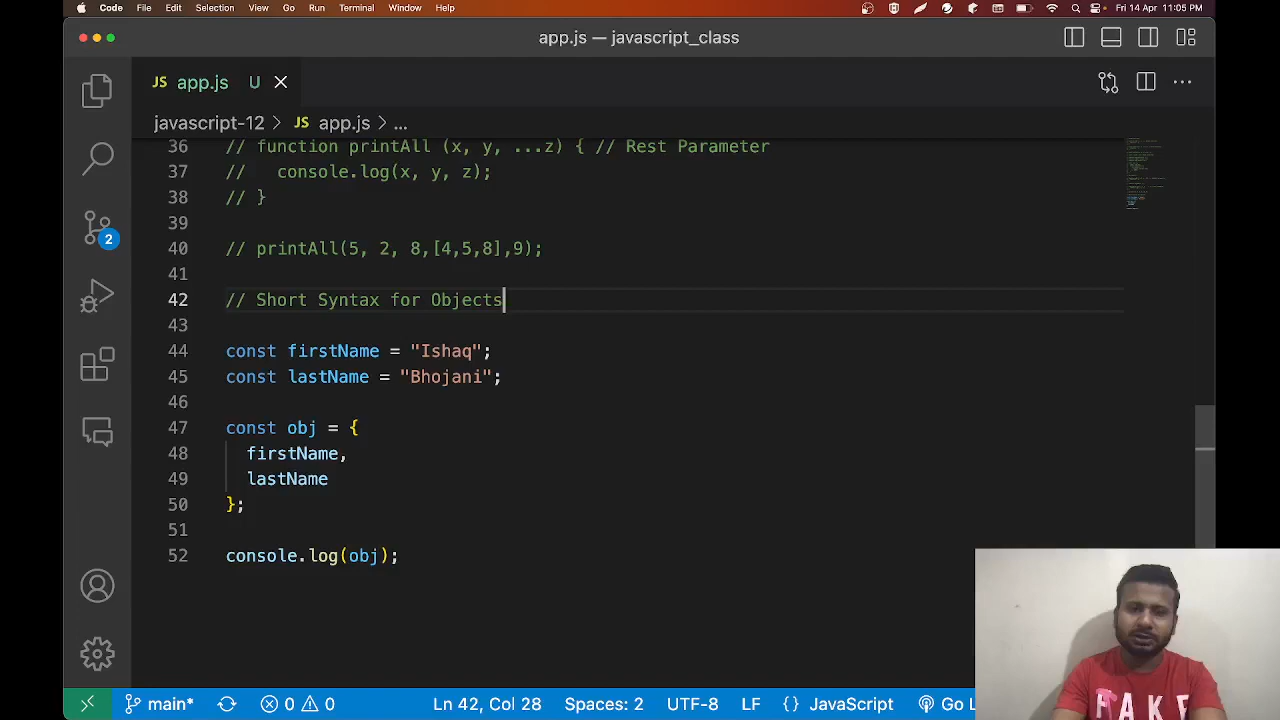 Code File Edit Selection View Go Run Terminal Window Help Fri 14 Apr 11:05 PM
app.js — javascript_class
JS app.js U
javascript-12 > JS app.js > ...
36 // function printAll (x, y, ...z) { // Rest Parameter
37 //   console.log(x, y, z);
38 // }
39
40 // printAll(5, 2, 8,[4,5,8],9);
41
42 // Short Syntax for Objects
43
44 const firstName = "Ishaq";
45 const lastName = "Bhojani";
46
47 const obj = {
48   firstName,
49   lastName
50 };
51
52 console.log(obj);
2
main* 0 0 Ln 42, Col 28 Spaces: 2 UTF-8 LF {} JavaScript Go L